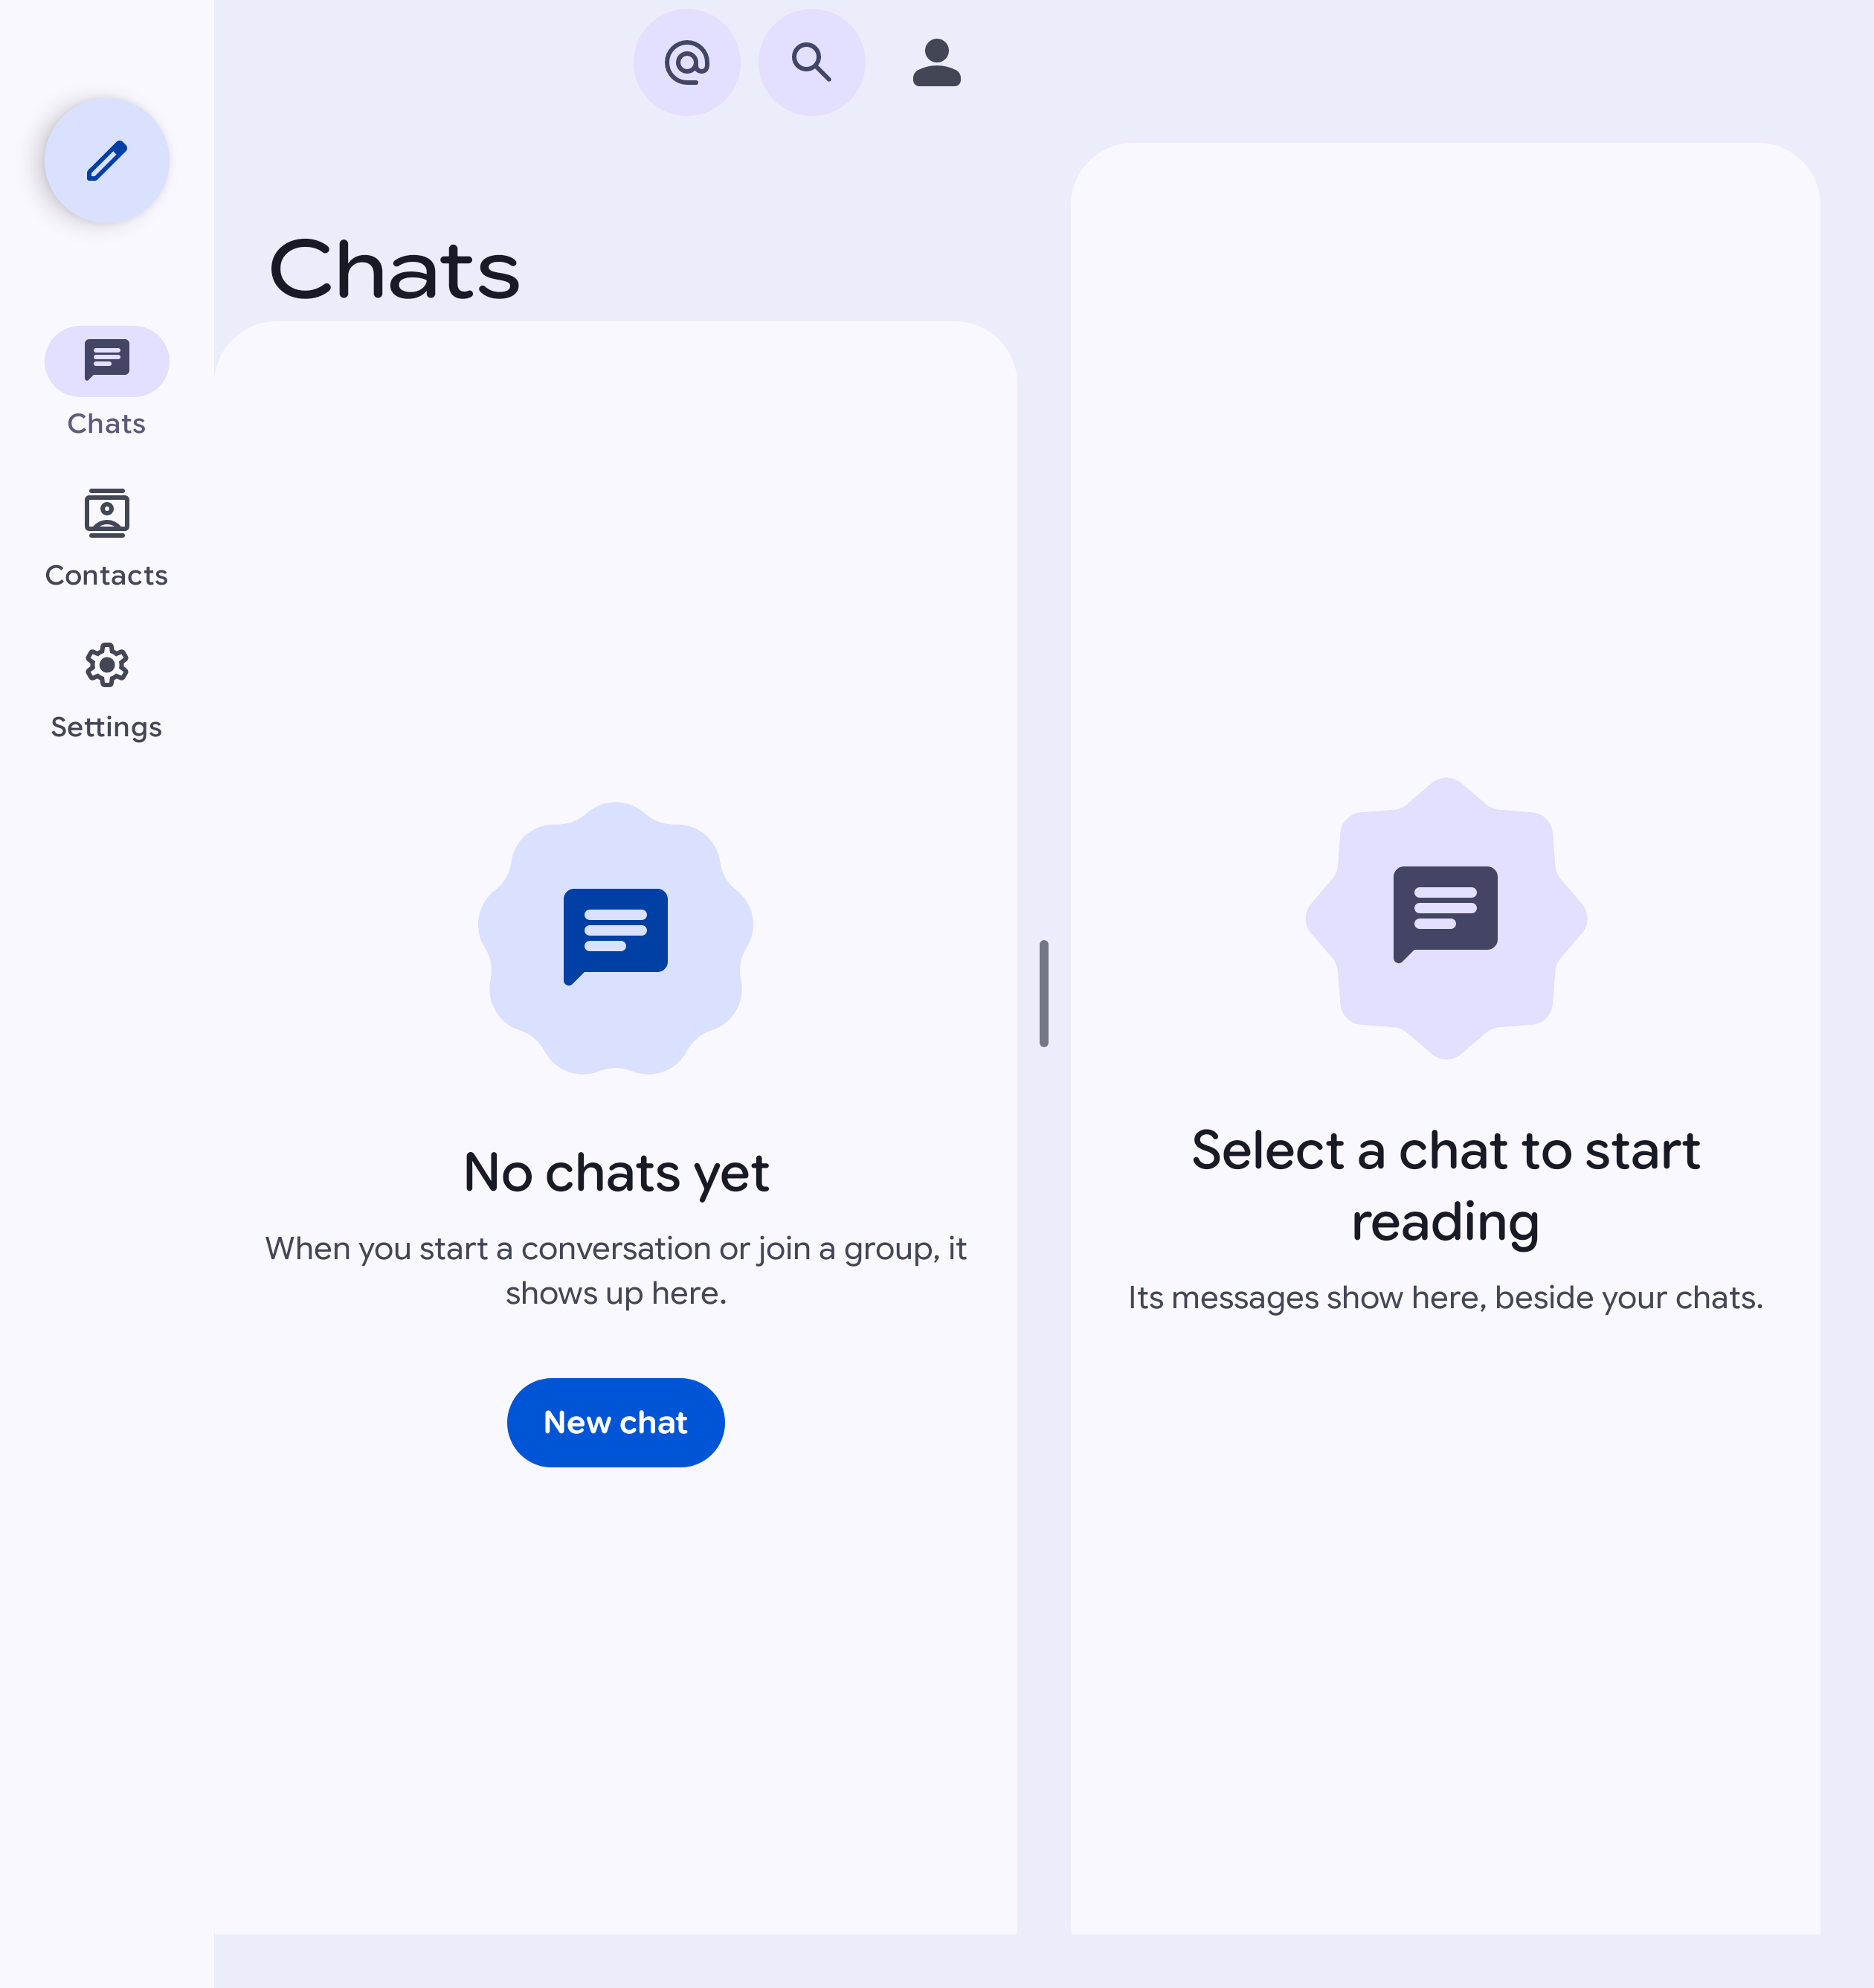 Chats
Contacts
Settings
Chats
No chats yet
When you start a conversation or join a group, it
shows up here.
New chat
Select a chat to start
reading
Its messages show here, beside your chats.